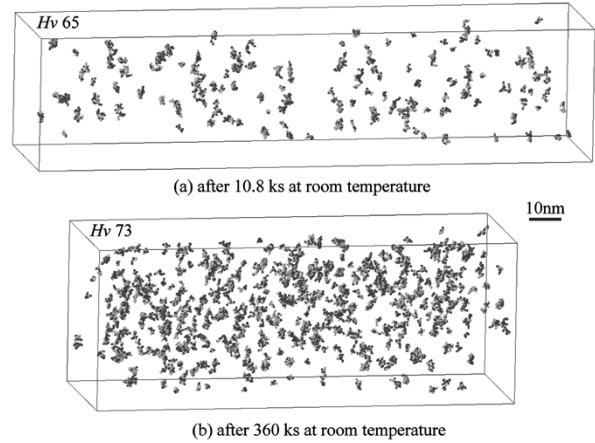 Hv 65
(a) after 10.8 ks at room temperature
10nm
Hv 73
(b) after 360 ks at room temperature